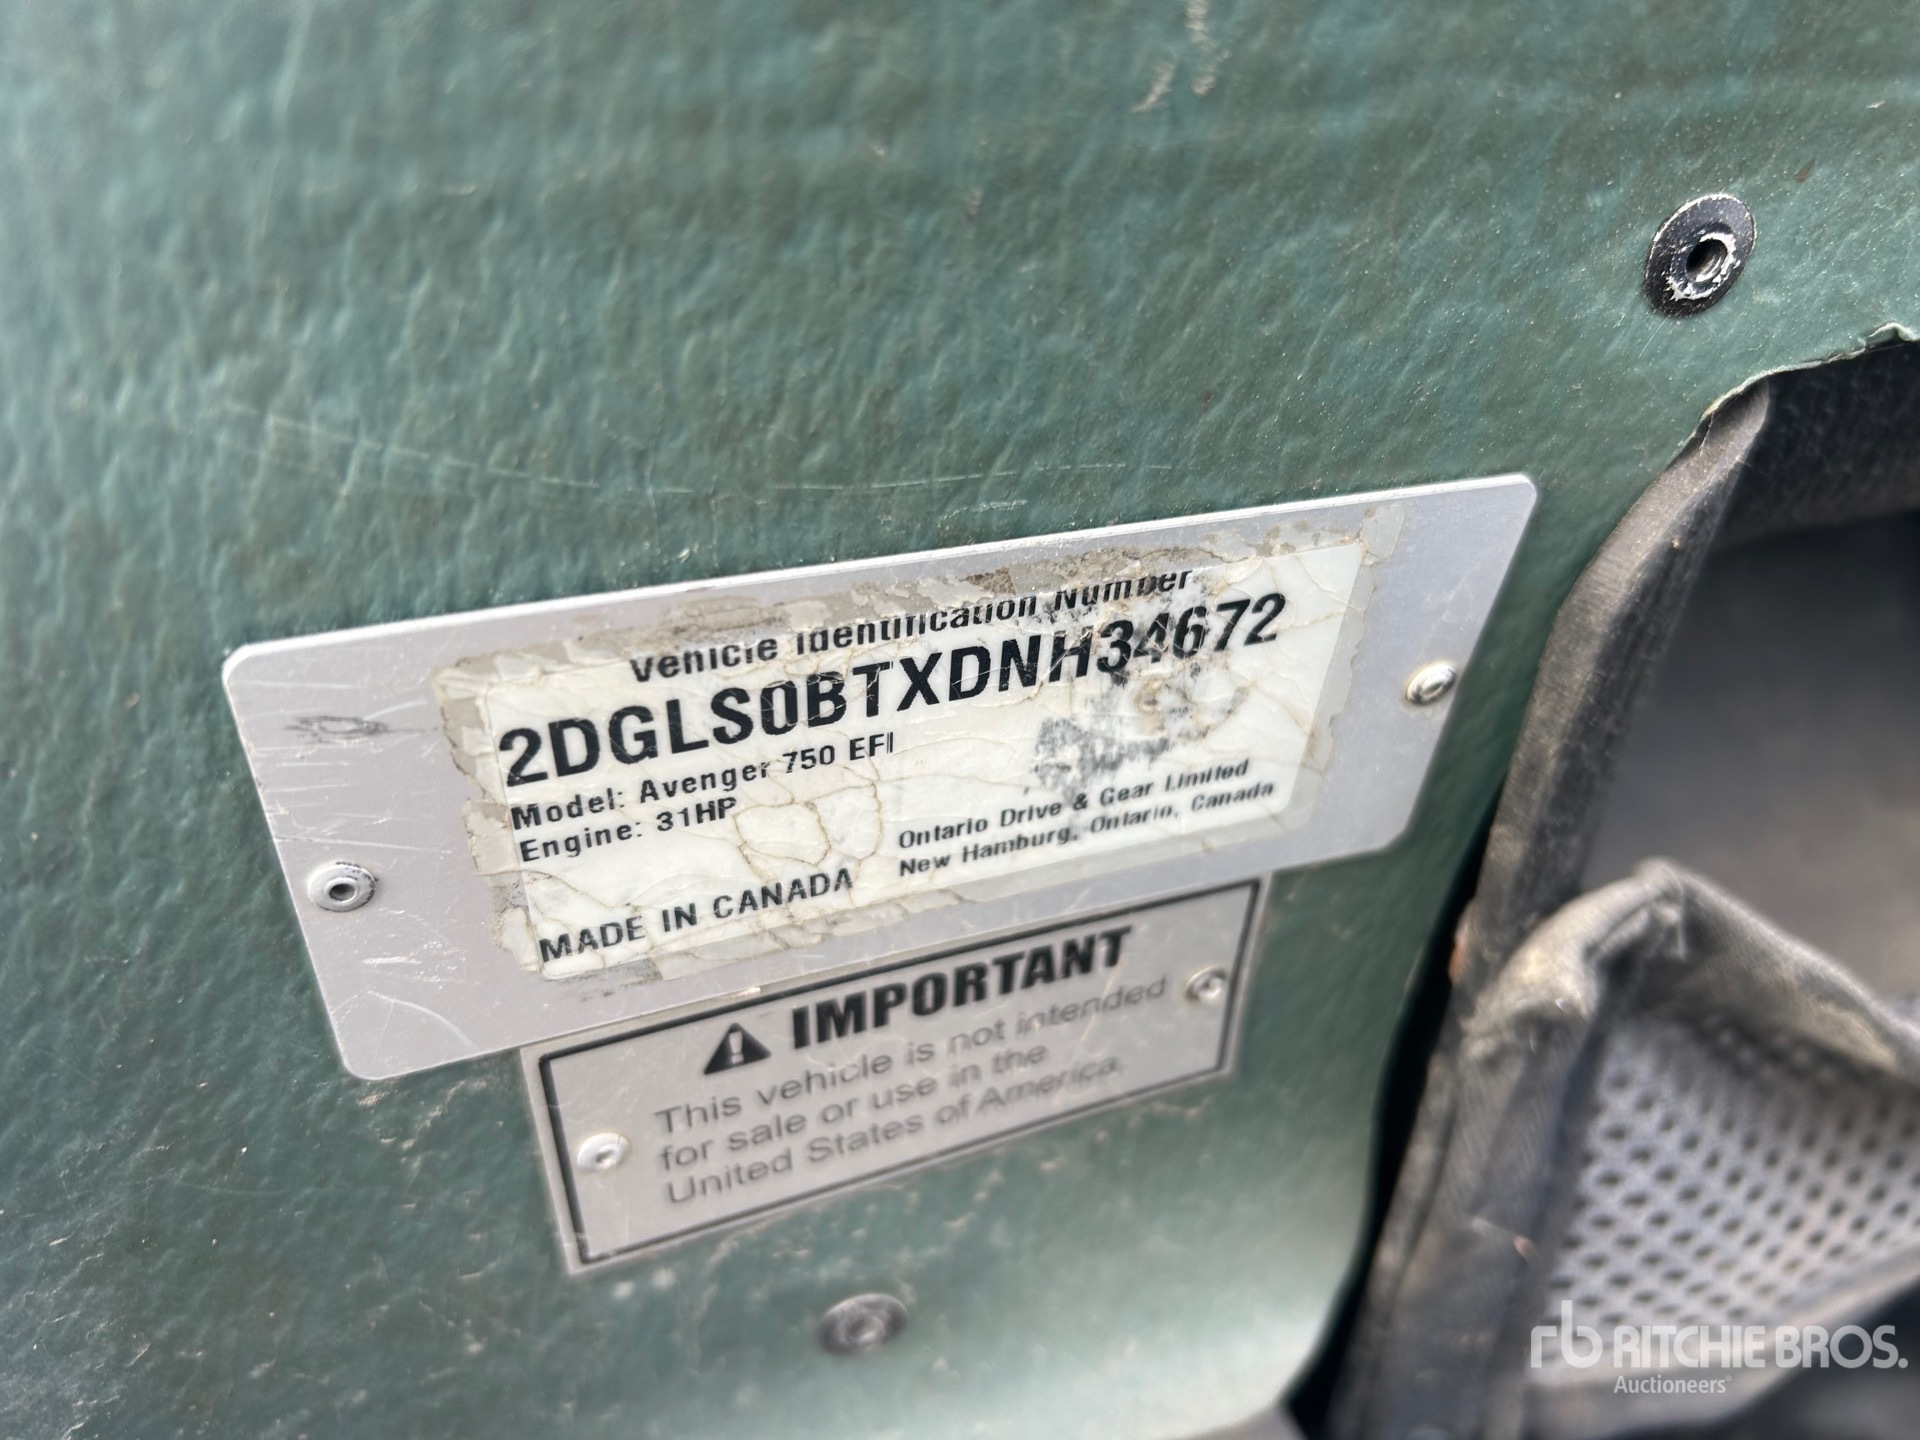 Vehicle Identification Number
2DGLS0BTXDNH34672
Model: Avenger 750 EFI
Engine: 31HP
Ontario Drive & Gear Limited
New Hamburg, Ontario, Canada
MADE IN CANADA
IMPORTANT
This vehicle is not intended
for sale or use in the
United States of America.
rb RITCHIE BROS.
Auctioneers